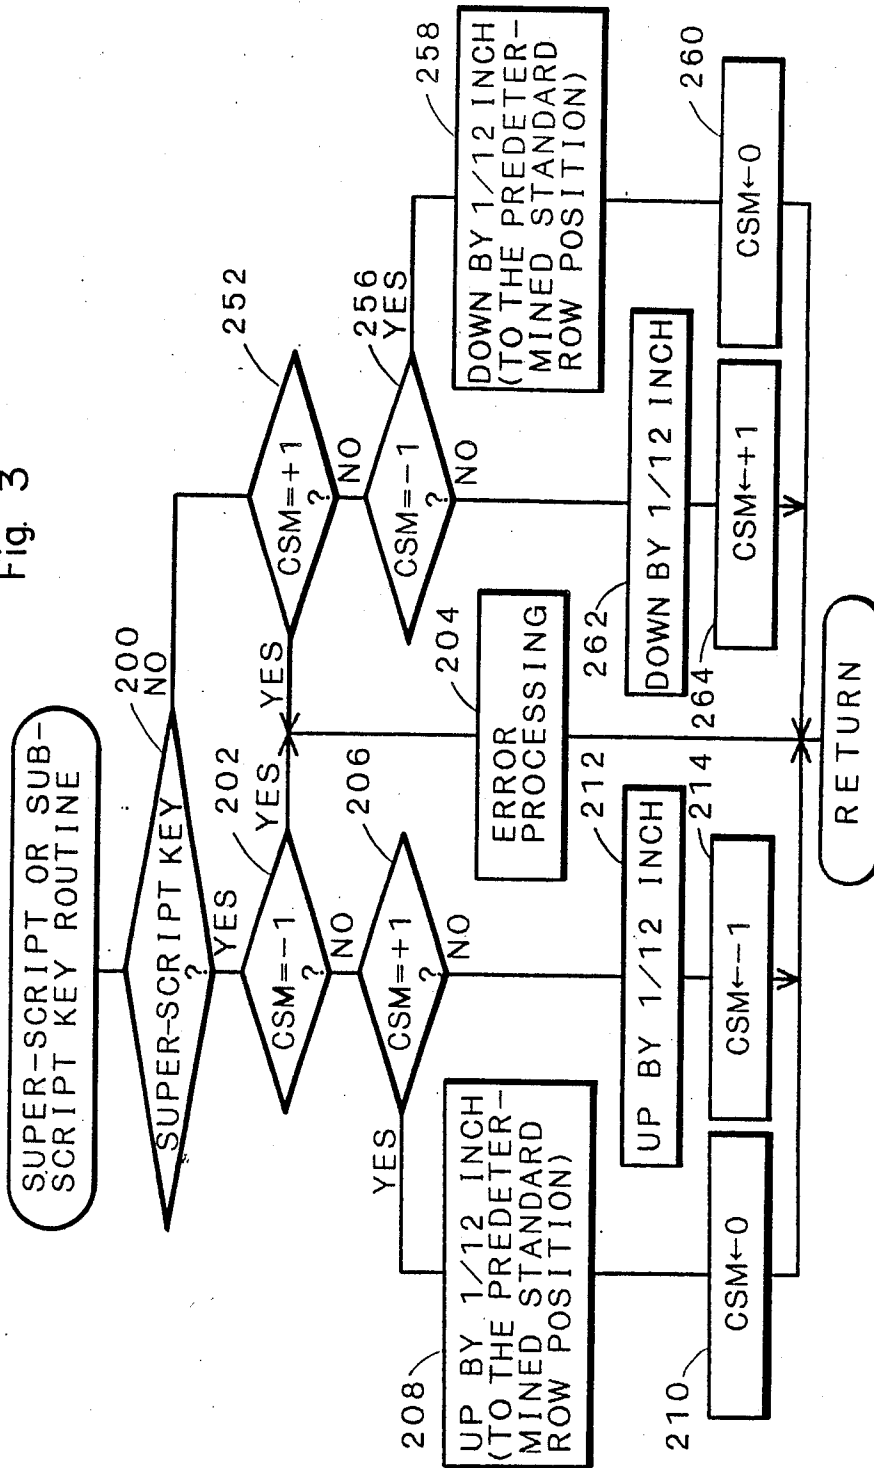 Fig. 3
SUPER-SCRIPT OR SUB-
SCRIPT KEY ROUTINE
200
SUPER-SCRIPT KEY
?
NO
YES
202
CSM=-1
?
YES
NO
252
CSM=+1
?
YES
NO
206
CSM=+1
?
YES
NO
256
CSM=-1
?
YES
NO
208
UP BY 1/12 INCH
(TO THE PREDETER-
MINED STANDARD
ROW POSITION)
204
ERROR
PROCESSING
258
DOWN BY 1/12 INCH
(TO THE PREDETER-
MINED STANDARD
ROW POSITION)
212
UP BY 1/12 INCH
262
DOWN BY 1/12 INCH
210
CSM←0
214
CSM←-1
264
CSM←+1
260
CSM←0
RETURN